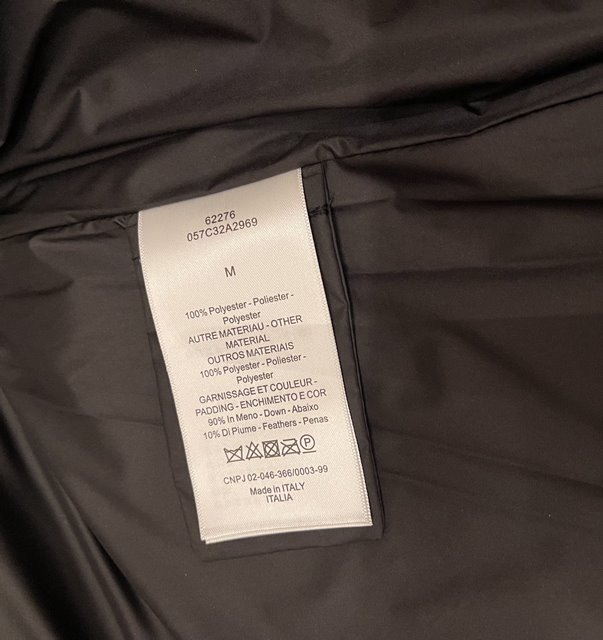 62276
057C32A2969
M
100% Polyester - Poliester -
Polyester
AUTRE MATERIAU - OTHER
MATERIAL
OUTROS MATERIAIS
100% Polyester - Poliester -
Polyester
GARNISSAGE ET COULEUR -
PADDING - ENCHIMENTO E COR
90% In Meno - Down - Abaixo
10% Di Piume - Feathers - Penas
P
CNPJ 02-046-366/0003-99
Made in ITALY
ITALIA